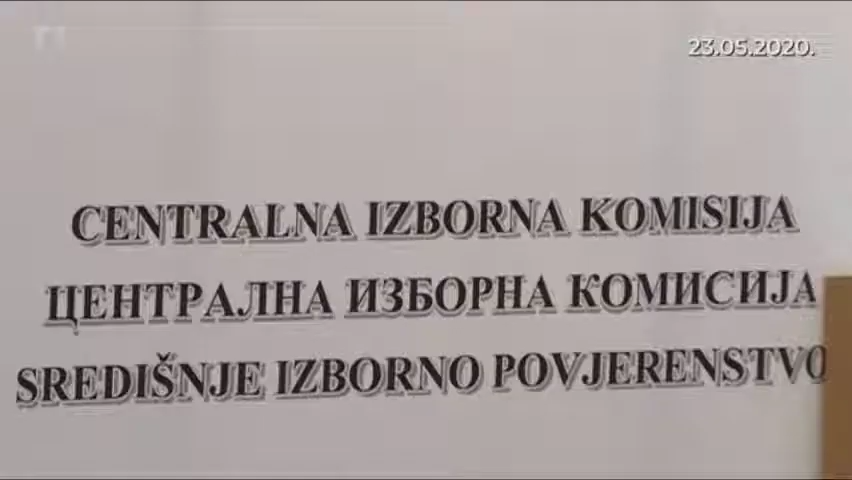 23.05.2020.
CENTRALNA IZBORNA KOMISIJA
ЦЕНТРАЛНА ИЗБОРНА КОМИСИЈА
SREDIŠNJE IZBORNO POVJERENSTVO